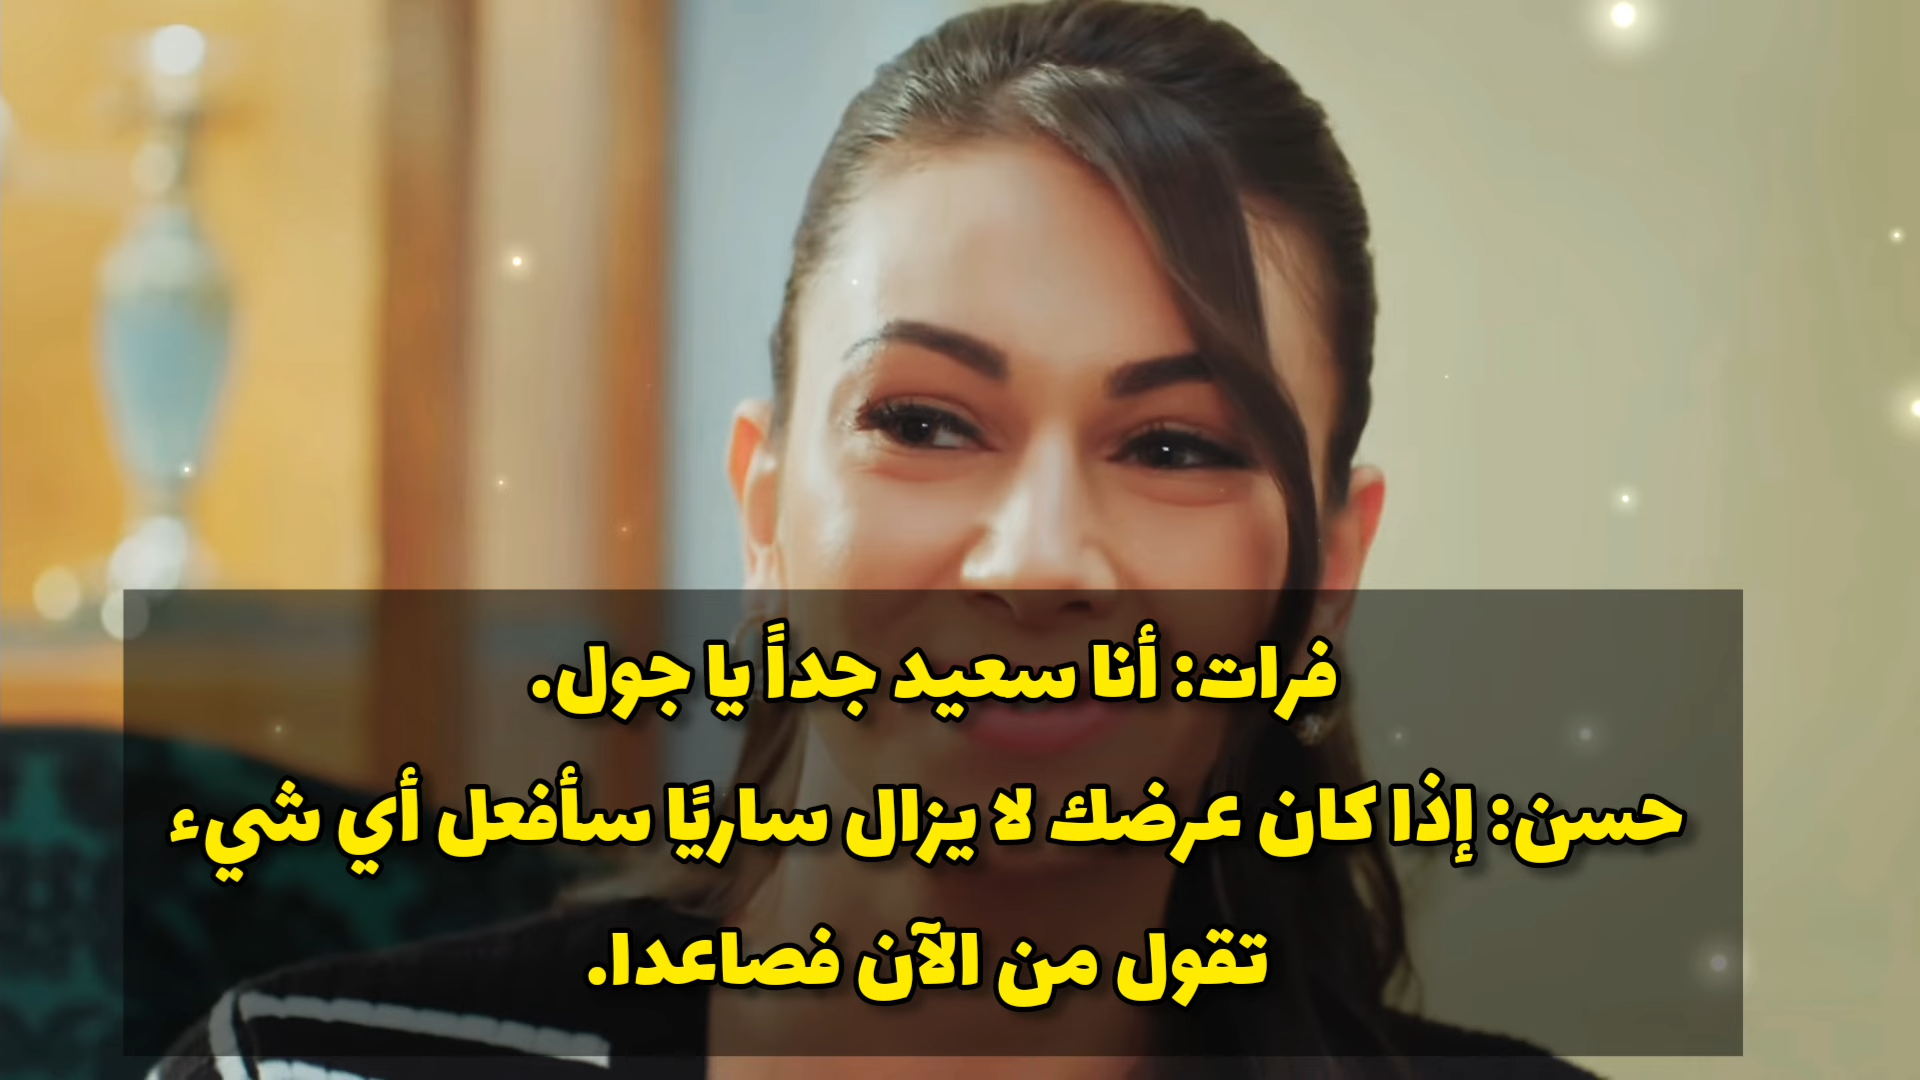 فرات: أنا سعيد جداً يا جول.
حسن: إذا كان عرضك لا يزال ساريًا سأفعل أي شيء
تقول من الآن فصاعدا.